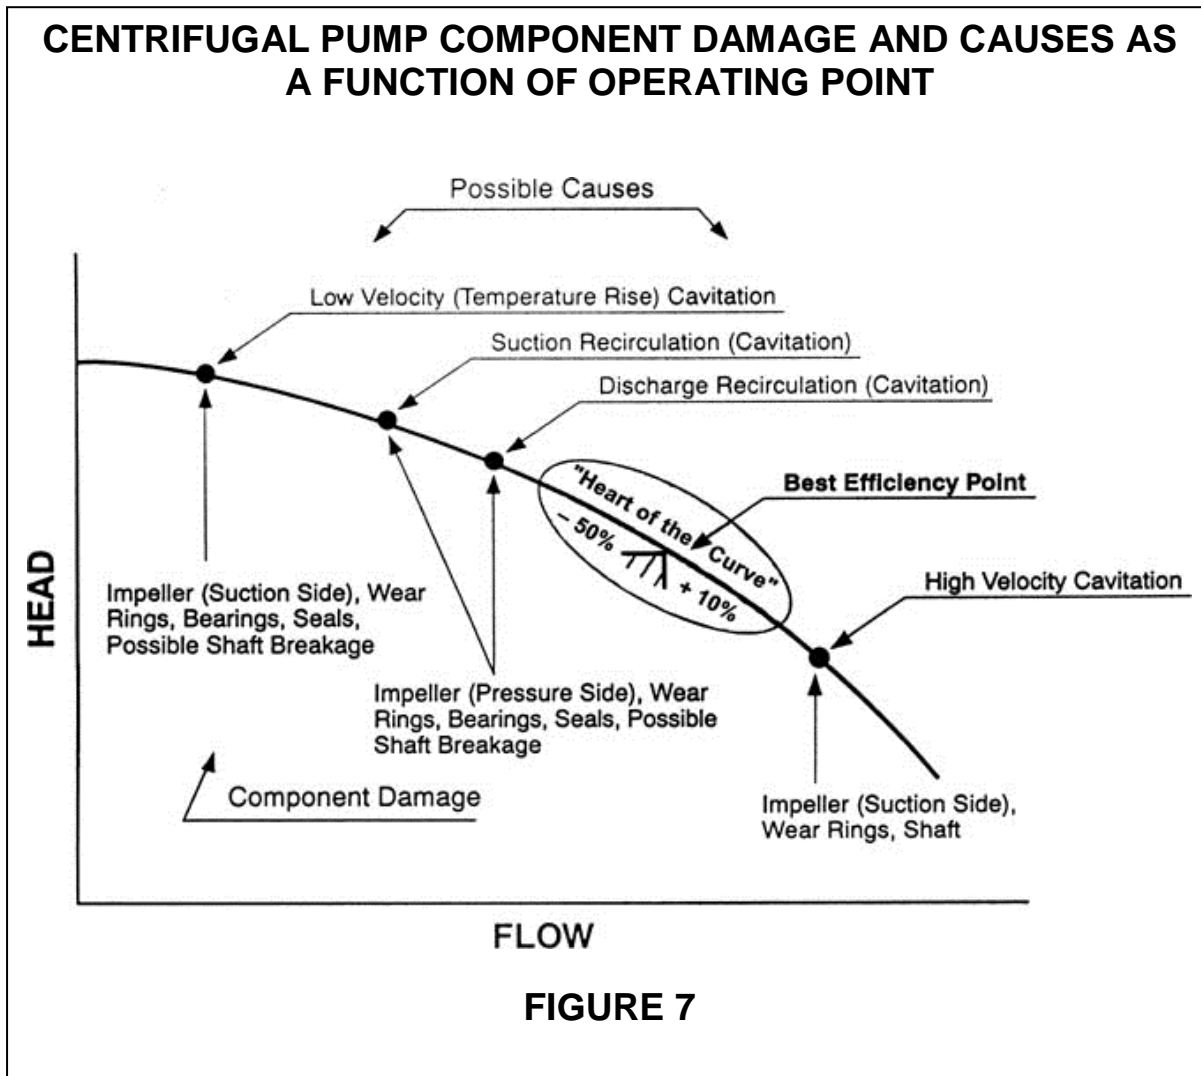 CENTRIFUGAL PUMP COMPONENT DAMAGE AND CAUSES AS
A FUNCTION OF OPERATING POINT
Possible Causes
Low Velocity (Temperature Rise) Cavitation
Suction Recirculation (Cavitation)
Discharge Recirculation (Cavitation)
"Heart of the Curve"
Best Efficiency Point
– 50%
+ 10%
High Velocity Cavitation
HEAD
Impeller (Suction Side), Wear
Rings, Bearings, Seals,
Possible Shaft Breakage
Impeller (Pressure Side), Wear
Rings, Bearings, Seals, Possible
Shaft Breakage
Component Damage
Impeller (Suction Side),
Wear Rings, Shaft
FLOW
FIGURE 7